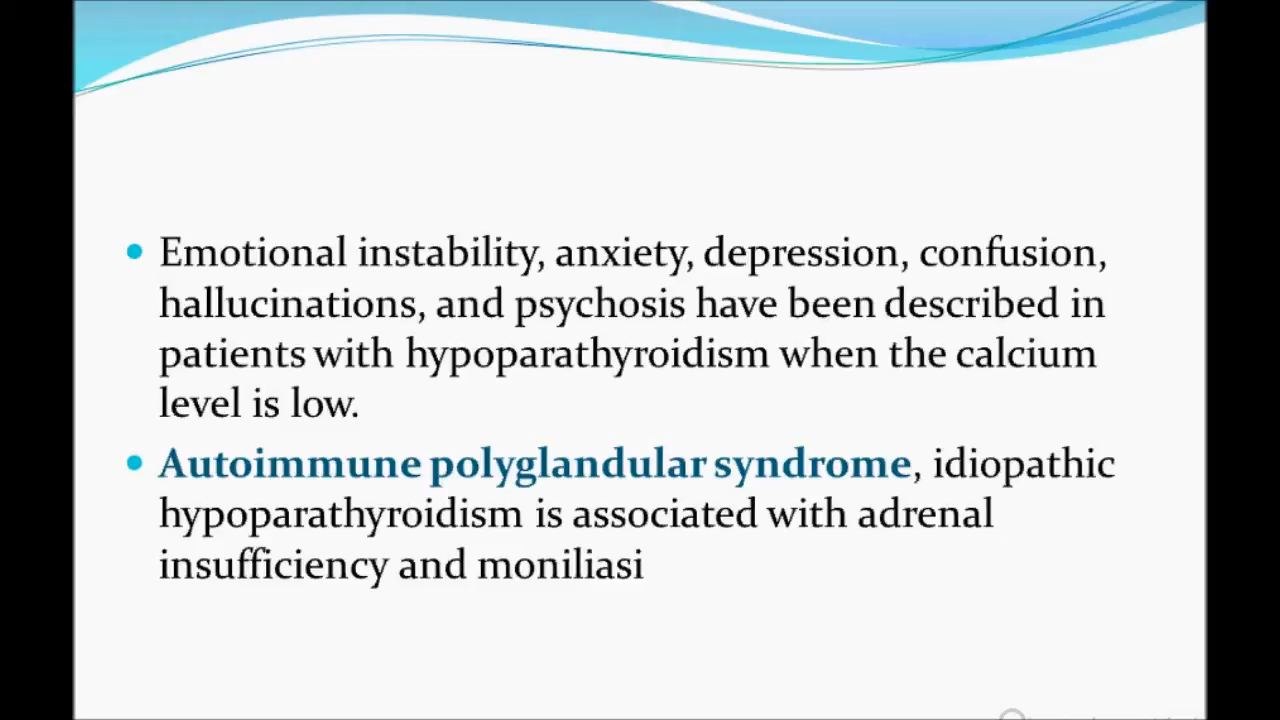 Emotional instability, anxiety, depression, confusion,
hallucinations, and psychosis have been described in
patients with hypoparathyroidism when the calcium
level is low.
Autoimmune polyglandular syndrome, idiopathic
hypoparathyroidism is associated with adrenal
insufficiency and moniliasi